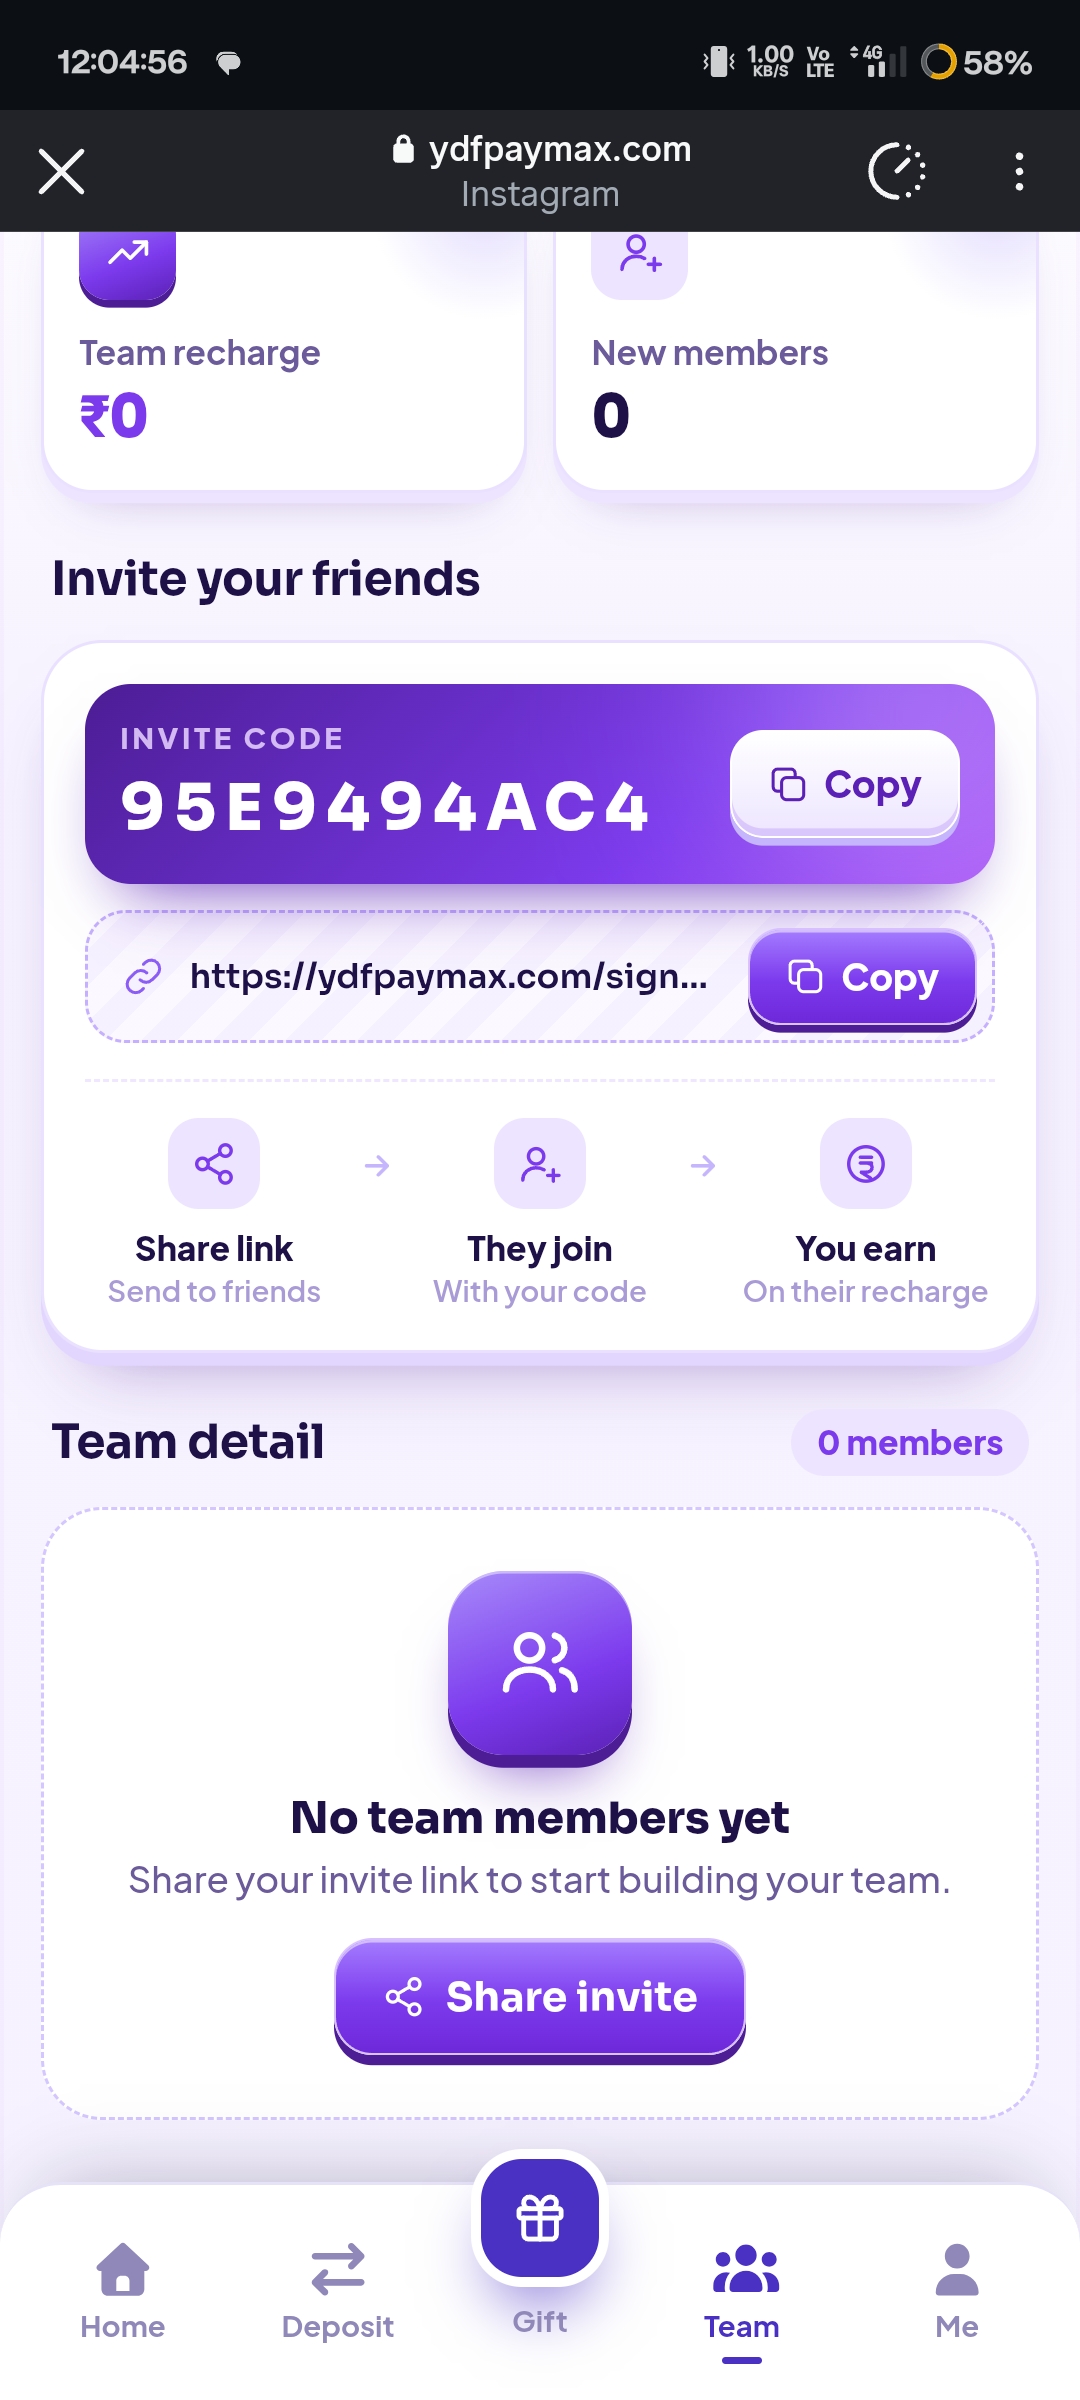 12:04:56
1.00 KB/S Vo LTE 4G 58%
ydfpaymax.com
Instagram
Team recharge
₹0
New members
0
Invite your friends
INVITE CODE
95E9494AC4
Copy
https://ydfpaymax.com/sign...
Copy
Share link
Send to friends
They join
With your code
You earn
On their recharge
Team detail
0 members
No team members yet
Share your invite link to start building your team.
Share invite
Home
Deposit
Gift
Team
Me